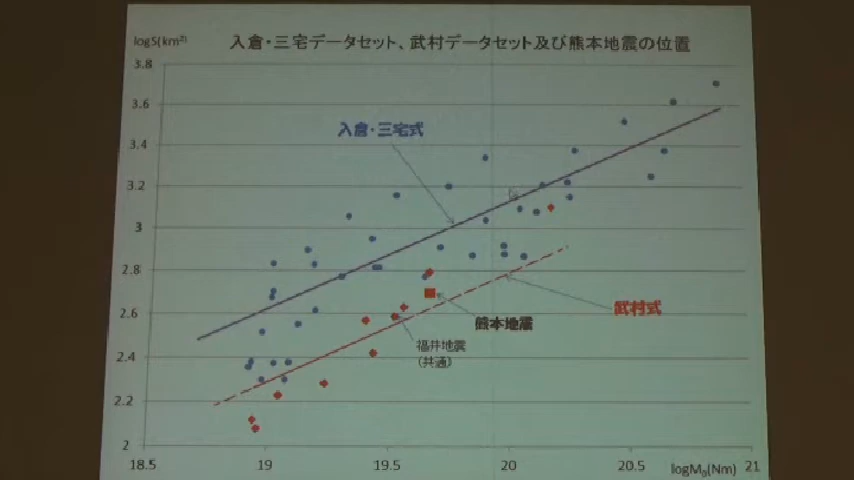 logS(km²)
入倉・三宅データセット、武村データセット及び熊本地震の位置
3.8
3.6
3.4
3.2
3
2.8
2.6
2.4
2.2
2
入倉・三宅式
武村式
熊本地震
福井地震
(共通)
18.5 19 19.5 20 20.5 21
logM₀(Nm)